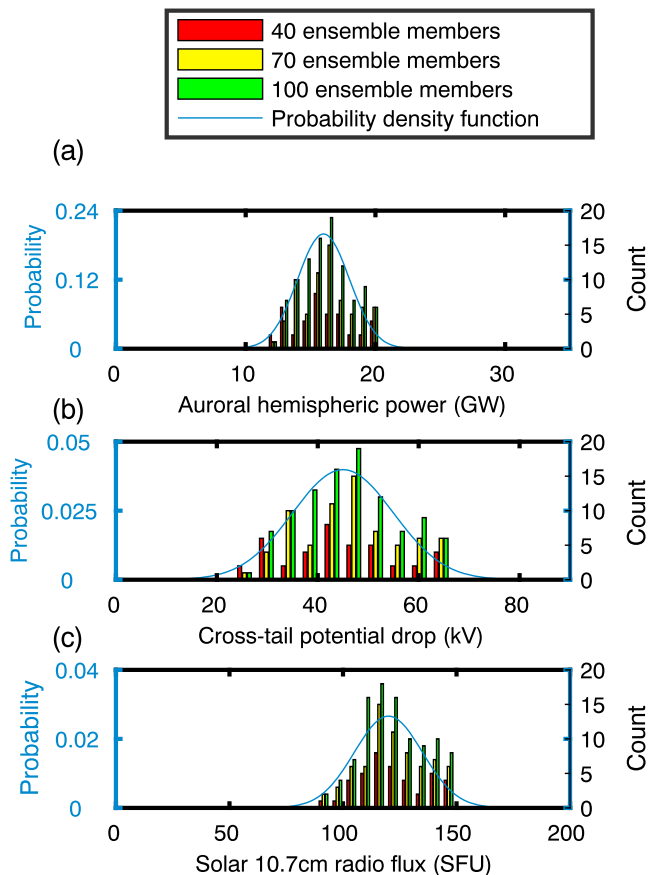 40 ensemble members
70 ensemble members
100 ensemble members
Probability density function
(a)
0.24
0.12
0
Probability
20
15
10
5
0
Count
0 10 20 30
Auroral hemispheric power (GW)
(b)
0.05
0.025
0
Probability
20
15
10
5
0
Count
0 20 40 60 80
Cross-tail potential drop (kV)
(c)
0.04
0.02
0
Probability
20
15
10
5
0
Count
0 50 100 150 200
Solar 10.7cm radio flux (SFU)